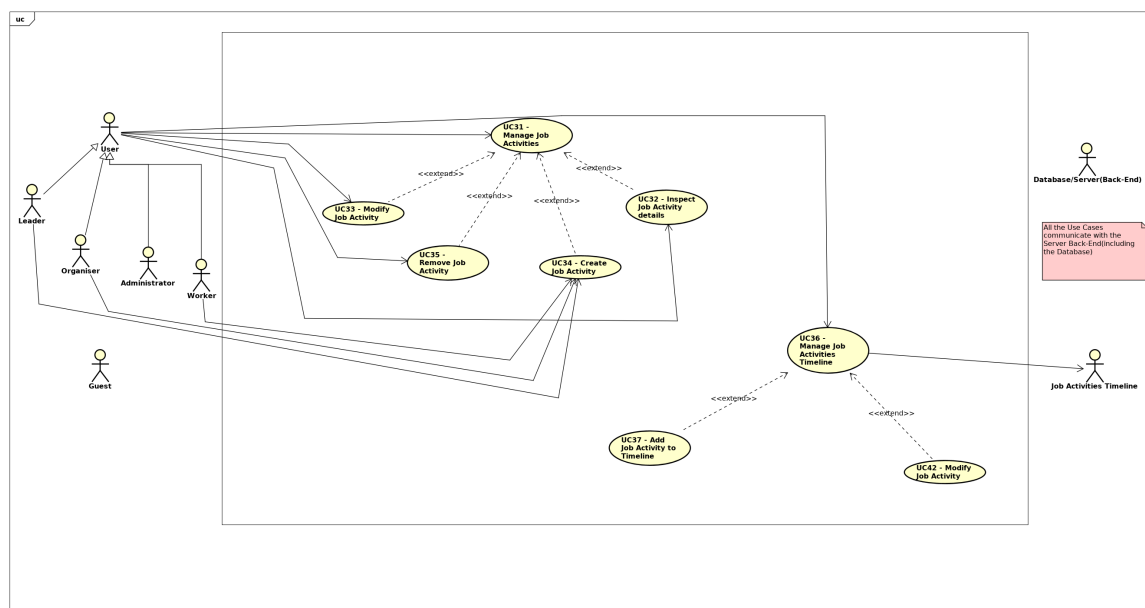 uc
UC31 -
Manage Job
Activities
User
<<extend>>
<<extend>>
<<extend>>
<<extend>>
Database/Server(Back-End)
UC32 - Inspect
Job Activity
details
UC33 - Modify
Job Activity
Leader
All the Use Cases
communicate with the
Server Back-End(including
the Database)
UC35 -
Remove Job
Activity
UC34 - Create
Job Activity
Organiser
Administrator
Worker
UC36 -
Manage Job
Activities
Timeline
Guest
Job Activities Timeline
<<extend>>
<<extend>>
UC37 - Add
Job Activity to
Timeline
UC42 - Modify
Job Activity